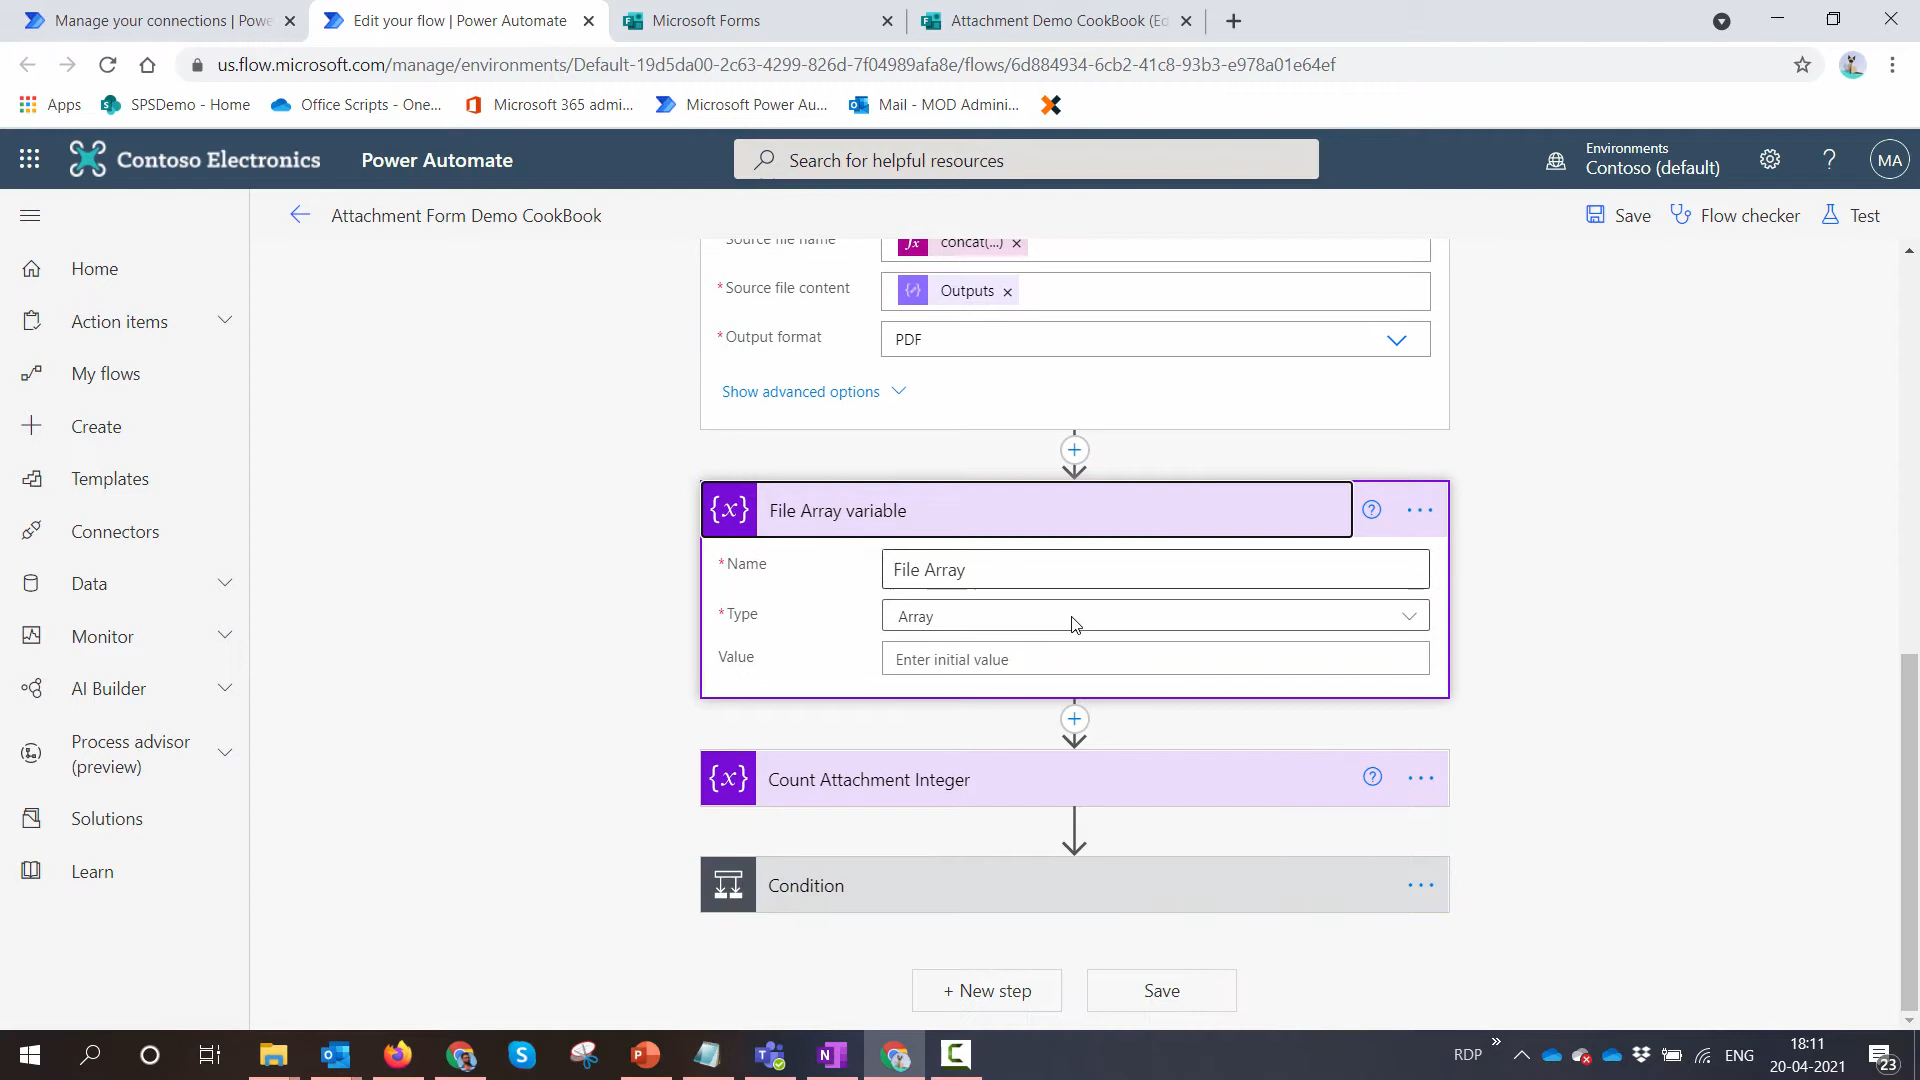 Manage your connections | Powe
Edit your flow | Power Automate
Microsoft Forms
Attachment Demo CookBook (Ed
us.flow.microsoft.com/manage/environments/Default-19d5da00-2c63-4299-826d-7f04989afa8e/flows/6d884934-6cb2-41c8-93b3-e978a01e64ef
Apps
SPSDemo - Home
Office Scripts - One...
Microsoft 365 admi...
Microsoft Power Au...
Mail - MOD Admini...
Contoso Electronics
Power Automate
Search for helpful resources
Environments
Contoso (default)
?
MA
Attachment Form Demo CookBook
Save
Flow checker
Test
Home
Action items
My flows
Create
Templates
Connectors
Data
Monitor
AI Builder
Process advisor
(preview)
Solutions
Learn
Source file name
fx concat(...) ×
*Source file content
Outputs ×
*Output format
PDF
Show advanced options
{x} File Array variable
*Name
File Array
*Type
Array
Value
Enter initial value
{x} Count Attachment Integer
Condition
+ New step
Save
RDP
ENG
18:11
20-04-2021
23